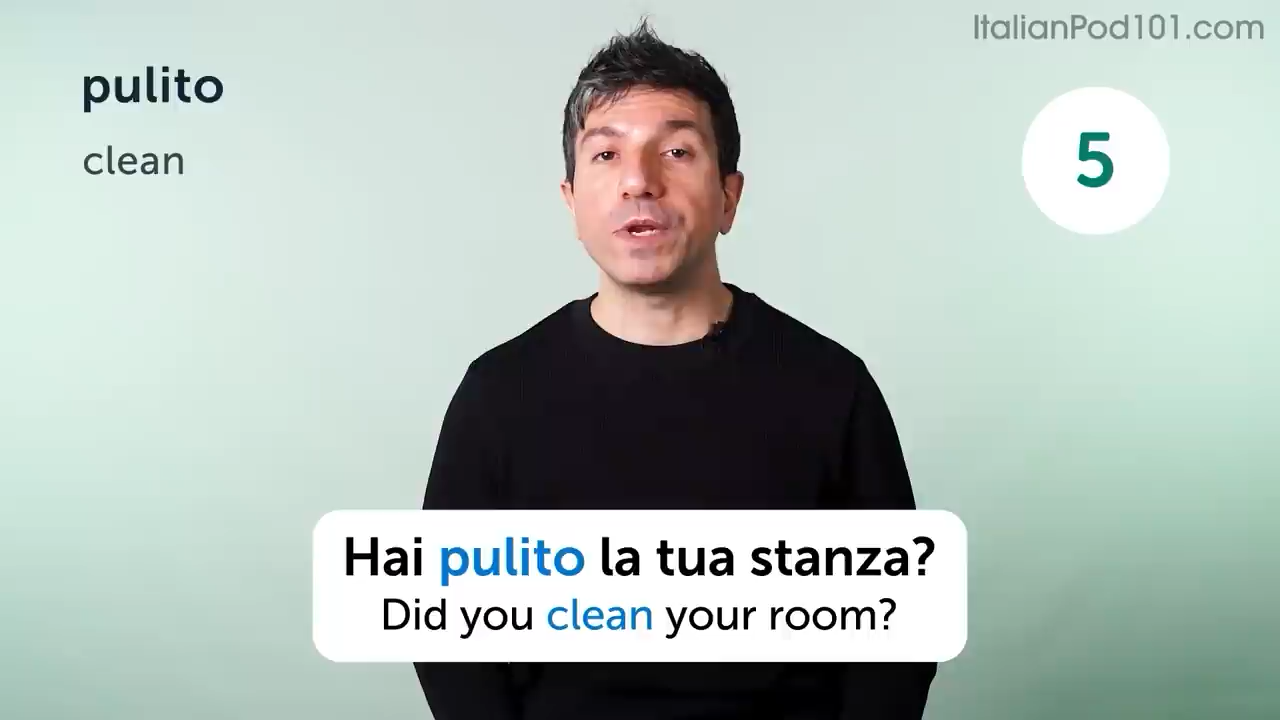 ItalianPod101.com
pulito
clean
5
Hai pulito la tua stanza?
Did you clean your room?